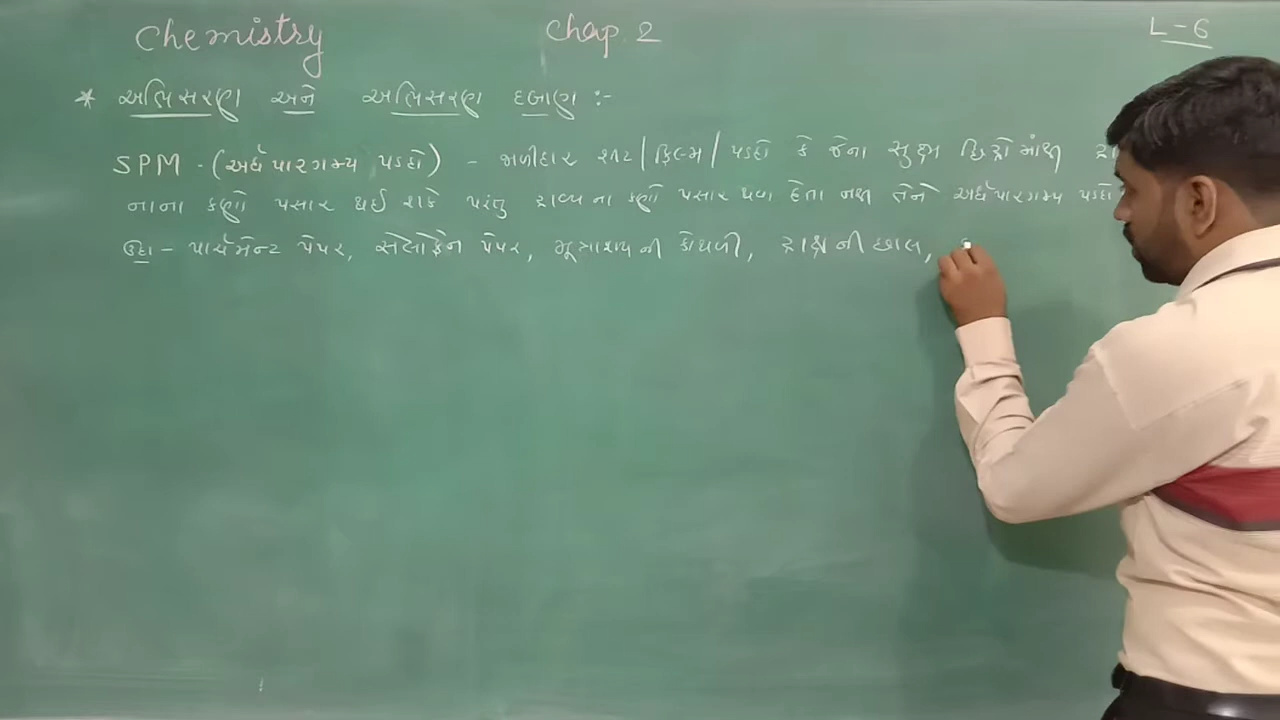 Chemistry Chap. 2 L-6
* અભિસરણ અને અભિસરણ દબાણ :-
SPM - (અર્ધપારગમ્ય પડદો) - જાળીદાર શીટ/ફિલ્મ/પડદો કે જેના સુક્ષ્મ છિદ્રોમાંથી
નાના કણો પસાર થઈ શકે પરંતુ દ્રાવ્યના કણો પસાર થવા દેતા નથી તેને અર્ધપારગમ્ય પડદો
ઉદા - પાર્ચમેન્ટ પેપર, સેલોફેન પેપર, મૂત્રાશયની કોથળી, દ્રાક્ષની છાલ,